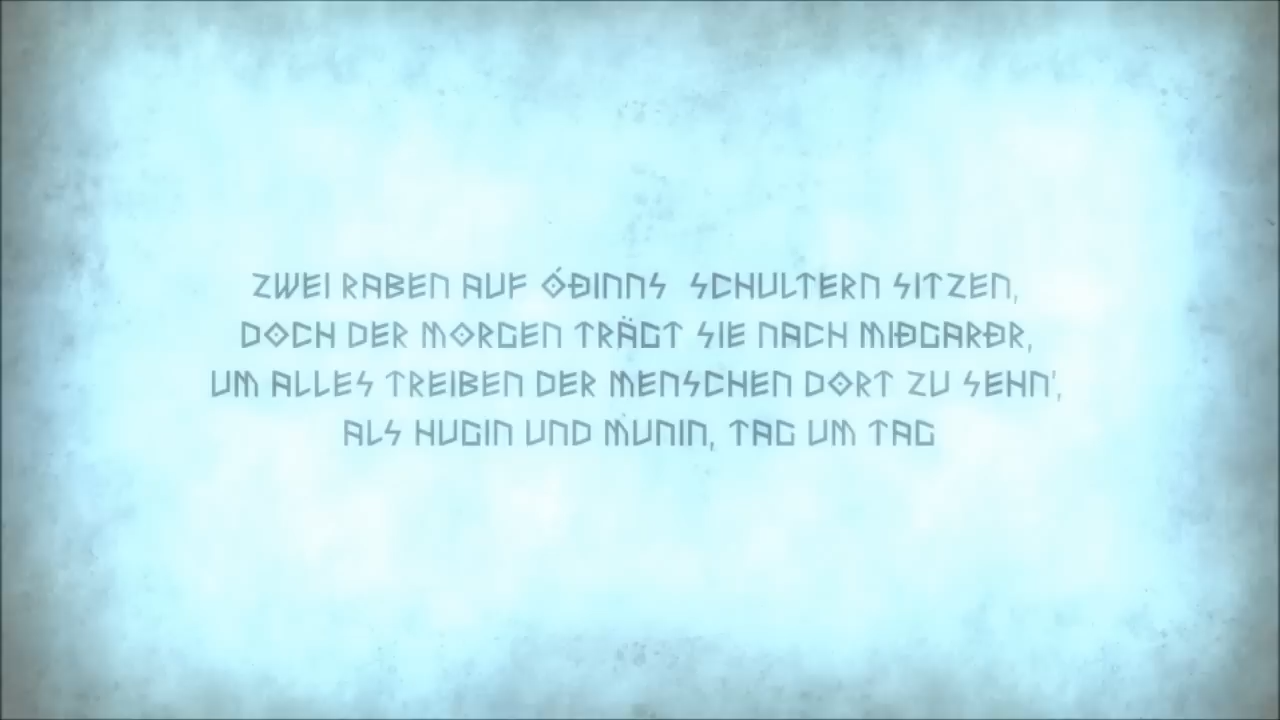 ZWEI RABEN AUF ÓÐINNS SCHULTERN SITZEN,
DOCH DER MORGEN TRÄGT SIE NACH MIÐGARÐR,
UM ALLES TREIBEN DER MENSCHEN DORT ZU SEHN',
ALS HUGIN UND MUNIN, TAG UM TAG